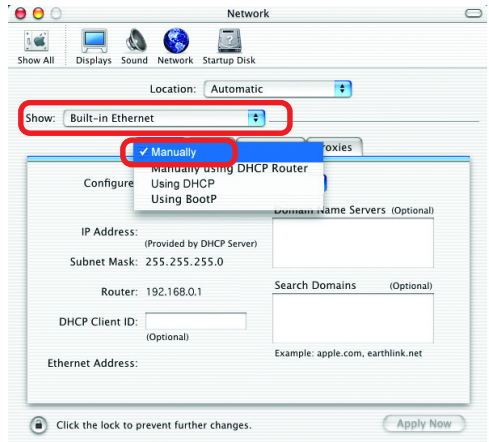 Network
Show All Displays Sound Network Startup Disk
Location: Automatic
Show: Built-in Ethernet
✓ Manually
Manually using DHCP Router
Using DHCP
Using BootP
Configure
Domain Name Servers (Optional)
IP Address:
(Provided by DHCP Server)
Subnet Mask: 255.255.255.0
Router: 192.168.0.1
Search Domains (Optional)
DHCP Client ID:
(Optional)
Example: apple.com, earthlink.net
Ethernet Address:
Click the lock to prevent further changes.
Apply Now